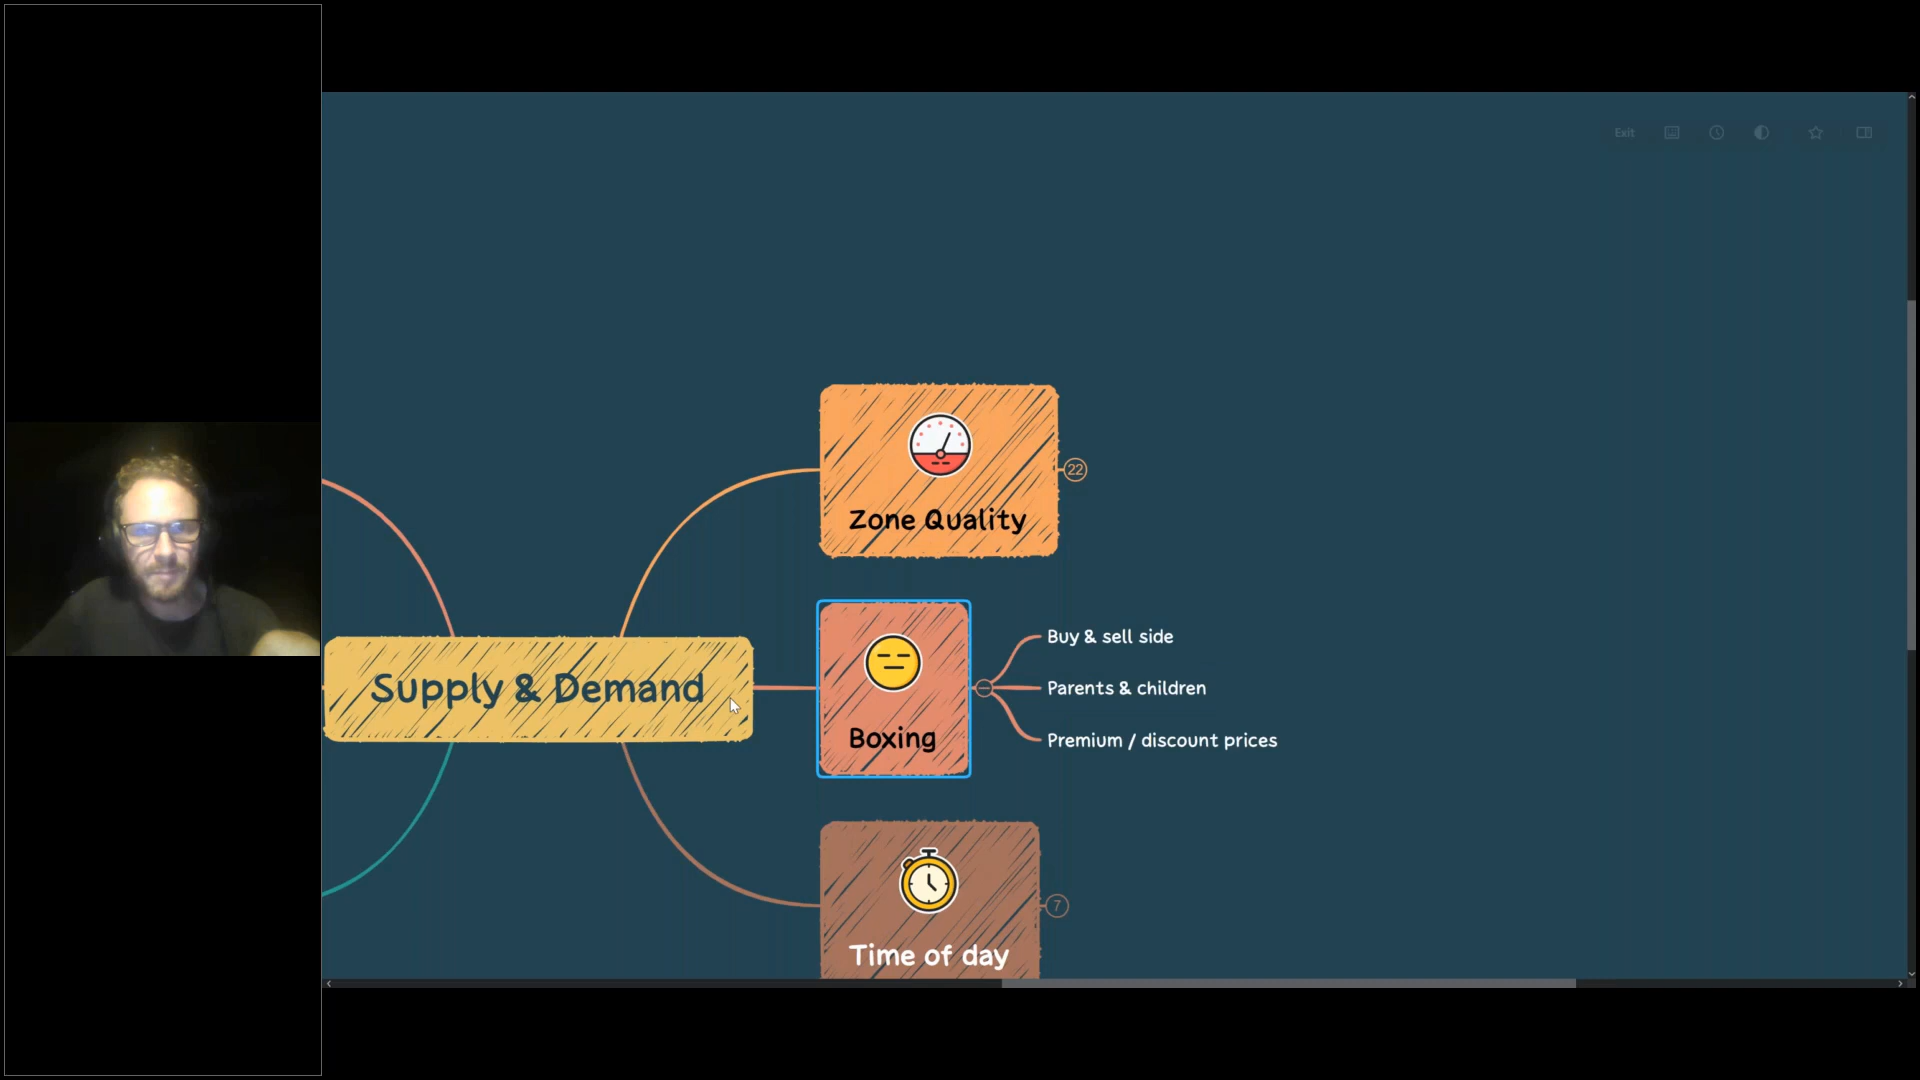 Exit
Zone Quality
22
Supply & Demand
Boxing
Buy & sell side
Parents & children
Premium / discount prices
Time of day
7